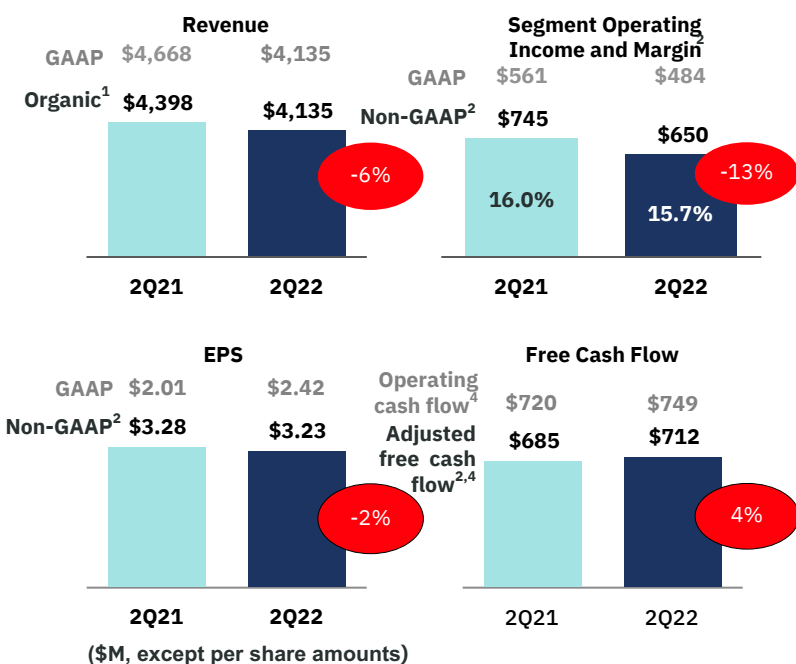 Revenue
GAAP $4,668 $4,135
Organic1 $4,398 $4,135
-6%
2Q21 2Q22
Segment Operating
Income and Margin2
GAAP $561 $484
Non-GAAP2 $745 $650
-13%
16.0% 15.7%
2Q21 2Q22
EPS
GAAP $2.01 $2.42
Non-GAAP2 $3.28 $3.23
-2%
2Q21 2Q22
Free Cash Flow
Operating
cash flow4 $720 $749
Adjusted
free cash
flow2,4 $685 $712
4%
2Q21 2Q22
($M, except per share amounts)